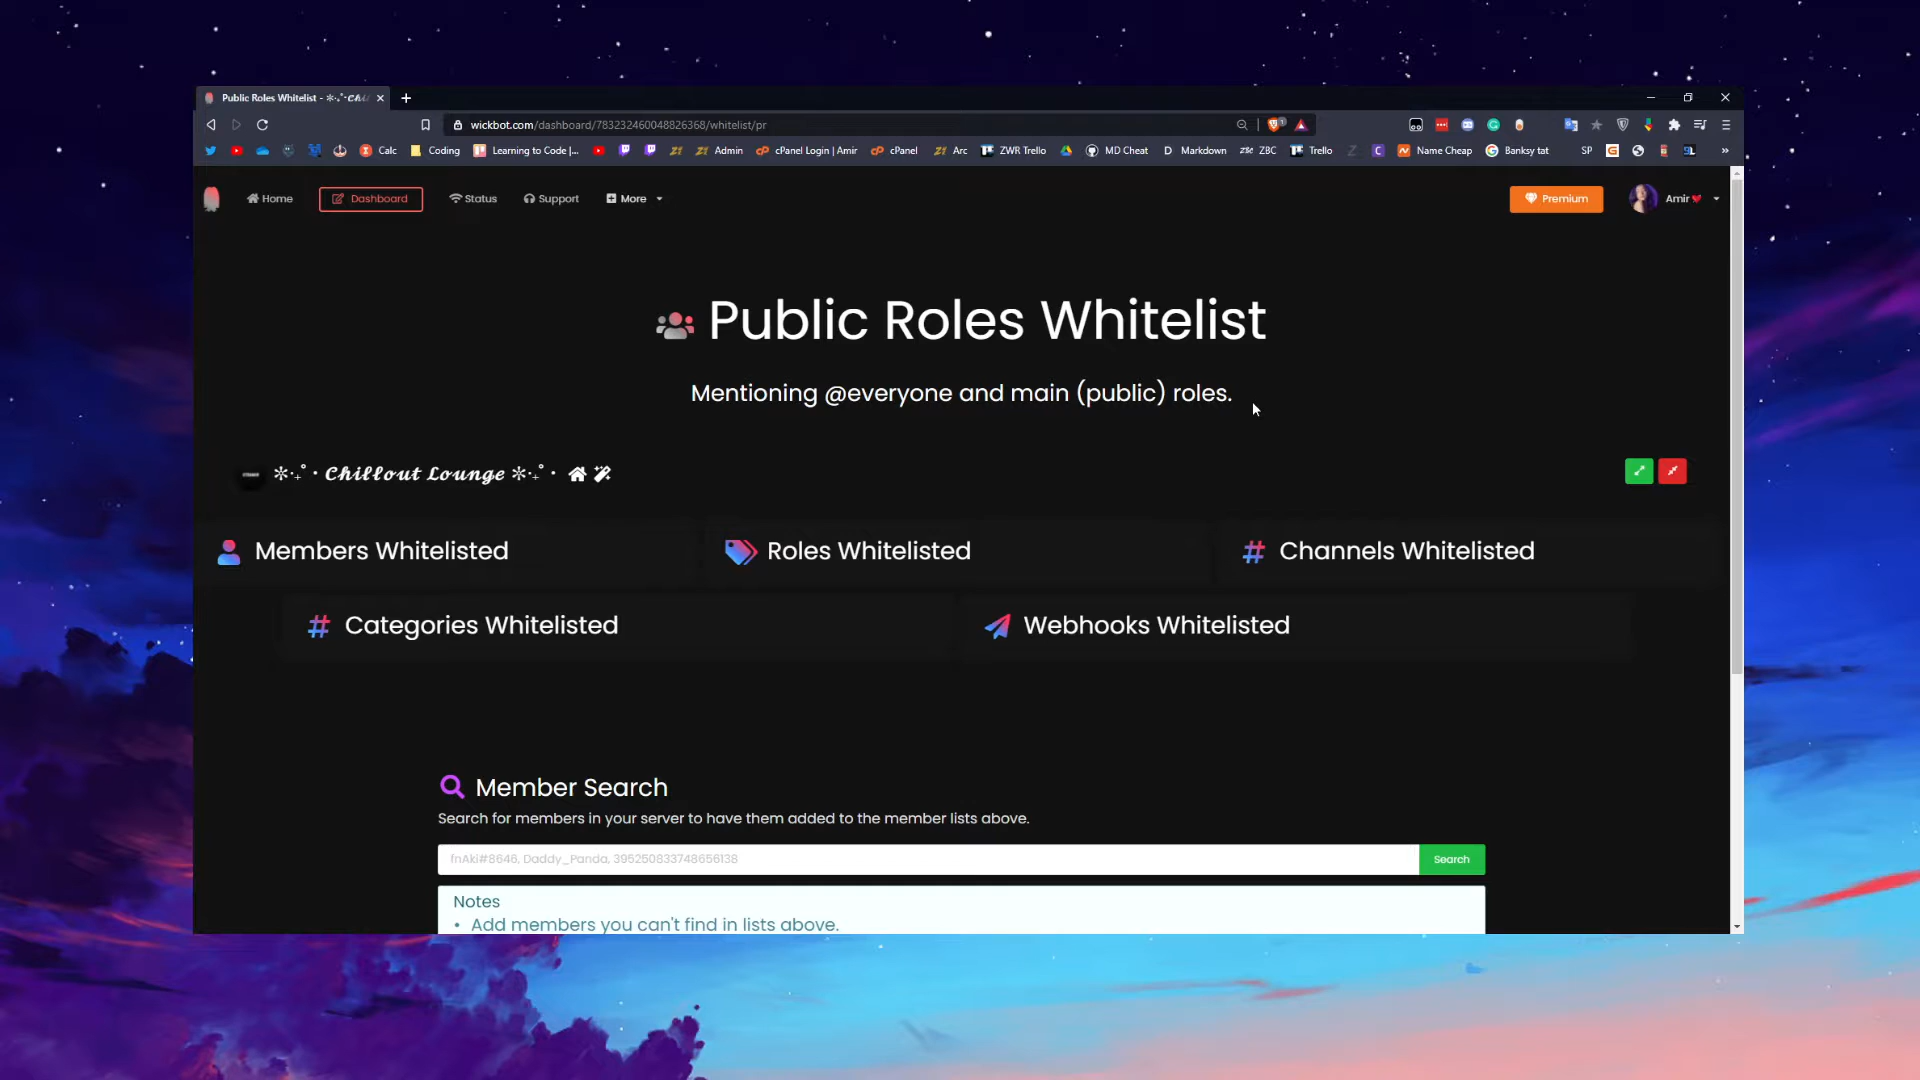 Public Roles Whitelist - ✼·₊˚·𝓒𝓱𝓲
wickbot.com/dashboard/783232460048826368/whitelist/pr
Calc
Coding
Learning to Code |...
Admin
cPanel Login | Amir
cPanel
Arc
ZWR Trello
MD Cheat
Markdown
ZBC
Trello
Name Cheap
Banksy tat
SP
»
Home
Dashboard
Status
Support
More
Premium
Amir❤
Public Roles Whitelist
Mentioning @everyone and main (public) roles.
✼·₊˚· 𝓒𝓱𝓲𝓵𝓵𝓸𝓾𝓽 𝓛𝓸𝓾𝓷𝓰𝓮 ✼·₊˚·
Members Whitelisted
Roles Whitelisted
Channels Whitelisted
Categories Whitelisted
Webhooks Whitelisted
Member Search
Search for members in your server to have them added to the member lists above.
fnAki#8646, Daddy_Panda, 395250833748656138
Search
Notes
• Add members you can't find in lists above.